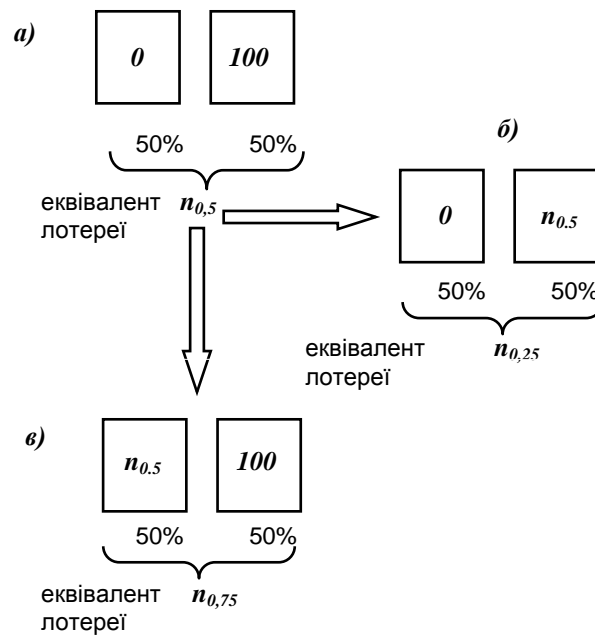 а)
0 100
50% 50%
еквівалент n0,5
лотереї
б)
0 n0.5
50% 50%
еквівалент n0,25
лотереї
в)
n0.5 100
50% 50%
еквівалент n0,75
лотереї